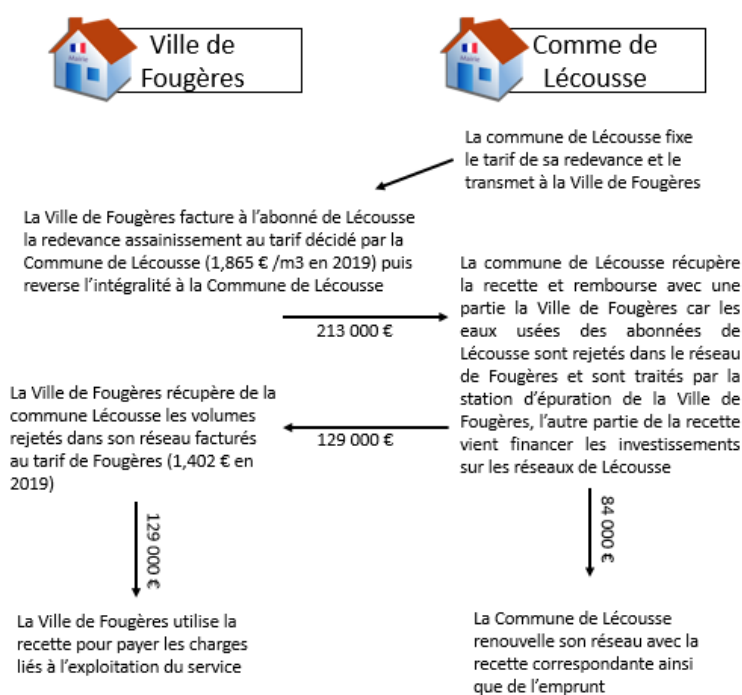 Ville de
Fougères
Mairie
Comme de
Lécousse
Mairie
La commune de Lécousse fixe
le tarif de sa redevance et le
transmet à la Ville de Fougères
La Ville de Fougères facture à l'abonné de Lécousse
la redevance assainissement au tarif décidé par la
Commune de Lécousse (1,865 € /m3 en 2019) puis
reverse l'intégralité à la Commune de Lécousse
213 000 €
La commune de Lécousse récupère
la recette et rembourse avec une
partie la Ville de Fougères car les
eaux usées des abonnées de
Lécousse sont rejetés dans le réseau
de Fougères et sont traités par la
station d'épuration de la Ville de
Fougères, l'autre partie de la recette
vient financer les investissements
sur les réseaux de Lécousse
129 000 €
La Ville de Fougères récupère de la
commune Lécousse les volumes
rejetés dans son réseau facturés
au tarif de Fougères (1,402 € en
2019)
129 000 €
84 000 €
La Ville de Fougères utilise la
recette pour payer les charges
liés à l'exploitation du service
La Commune de Lécousse
renouvelle son réseau avec la
recette correspondante ainsi
que de l'emprunt